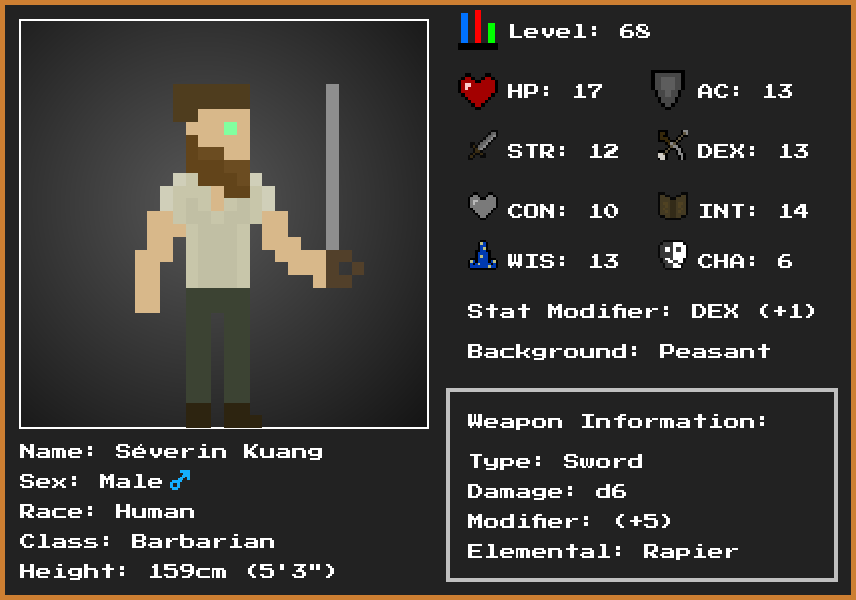 Level: 68
HP: 17 AC: 13
STR: 12 DEX: 13
CON: 10 INT: 14
WIS: 13 CHA: 6
Stat Modifier: DEX (+1)
Background: Peasant
Weapon Information:
Type: Sword
Damage: d6
Modifier: (+5)
Elemental: Rapier
Name: Séverin Kuang
Sex: Male♂
Race: Human
Class: Barbarian
Height: 159cm (5'3")